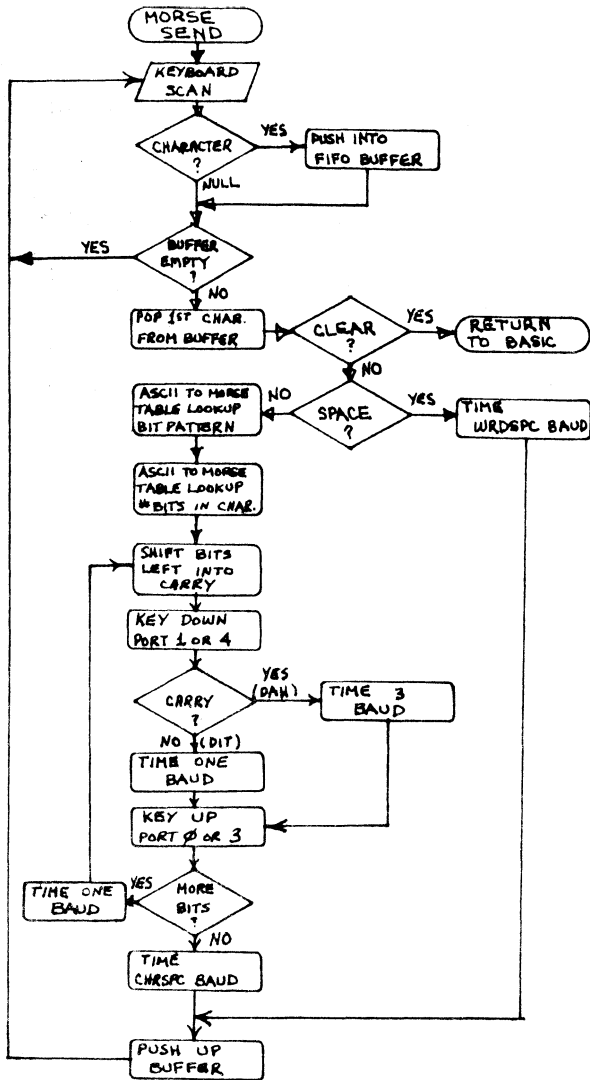 MORSE
SEND
KEYBOARD
SCAN
CHARACTER
?
YES
PUSH INTO
FIFO BUFFER
NULL
BUFFER
EMPTY
?
YES
NO
POP 1ST CHAR.
FROM BUFFER
CLEAR
?
YES
RETURN
TO BASIC
NO
SPACE
?
NO
YES
TIME
WRDSPC BAUD
ASCII TO MORSE
TABLE LOOKUP
BIT PATTERN
ASCII TO MORSE
TABLE LOOKUP
# BITS IN CHAR.
SHIFT BITS
LEFT INTO
CARRY
KEY DOWN
PORT 1 OR 4
CARRY
?
YES
(DAH)
TIME 3
BAUD
NO (DIT)
TIME ONE
BAUD
KEY UP
PORT Ø OR 3
MORE
BITS
?
YES
TIME ONE
BAUD
NO
TIME
CHRSPC BAUD
PUSH UP
BUFFER